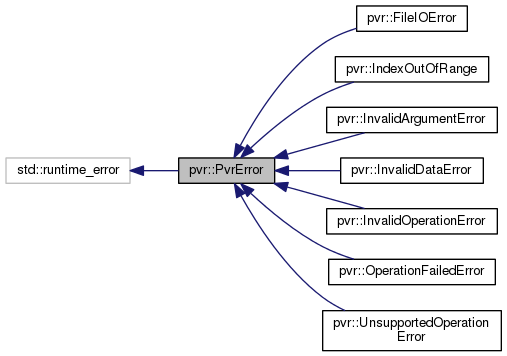 pvr::FileIOError
pvr::IndexOutOfRange
pvr::InvalidArgumentError
std::runtime_error
pvr::PvrError
pvr::InvalidDataError
pvr::InvalidOperationError
pvr::OperationFailedError
pvr::UnsupportedOperation
Error